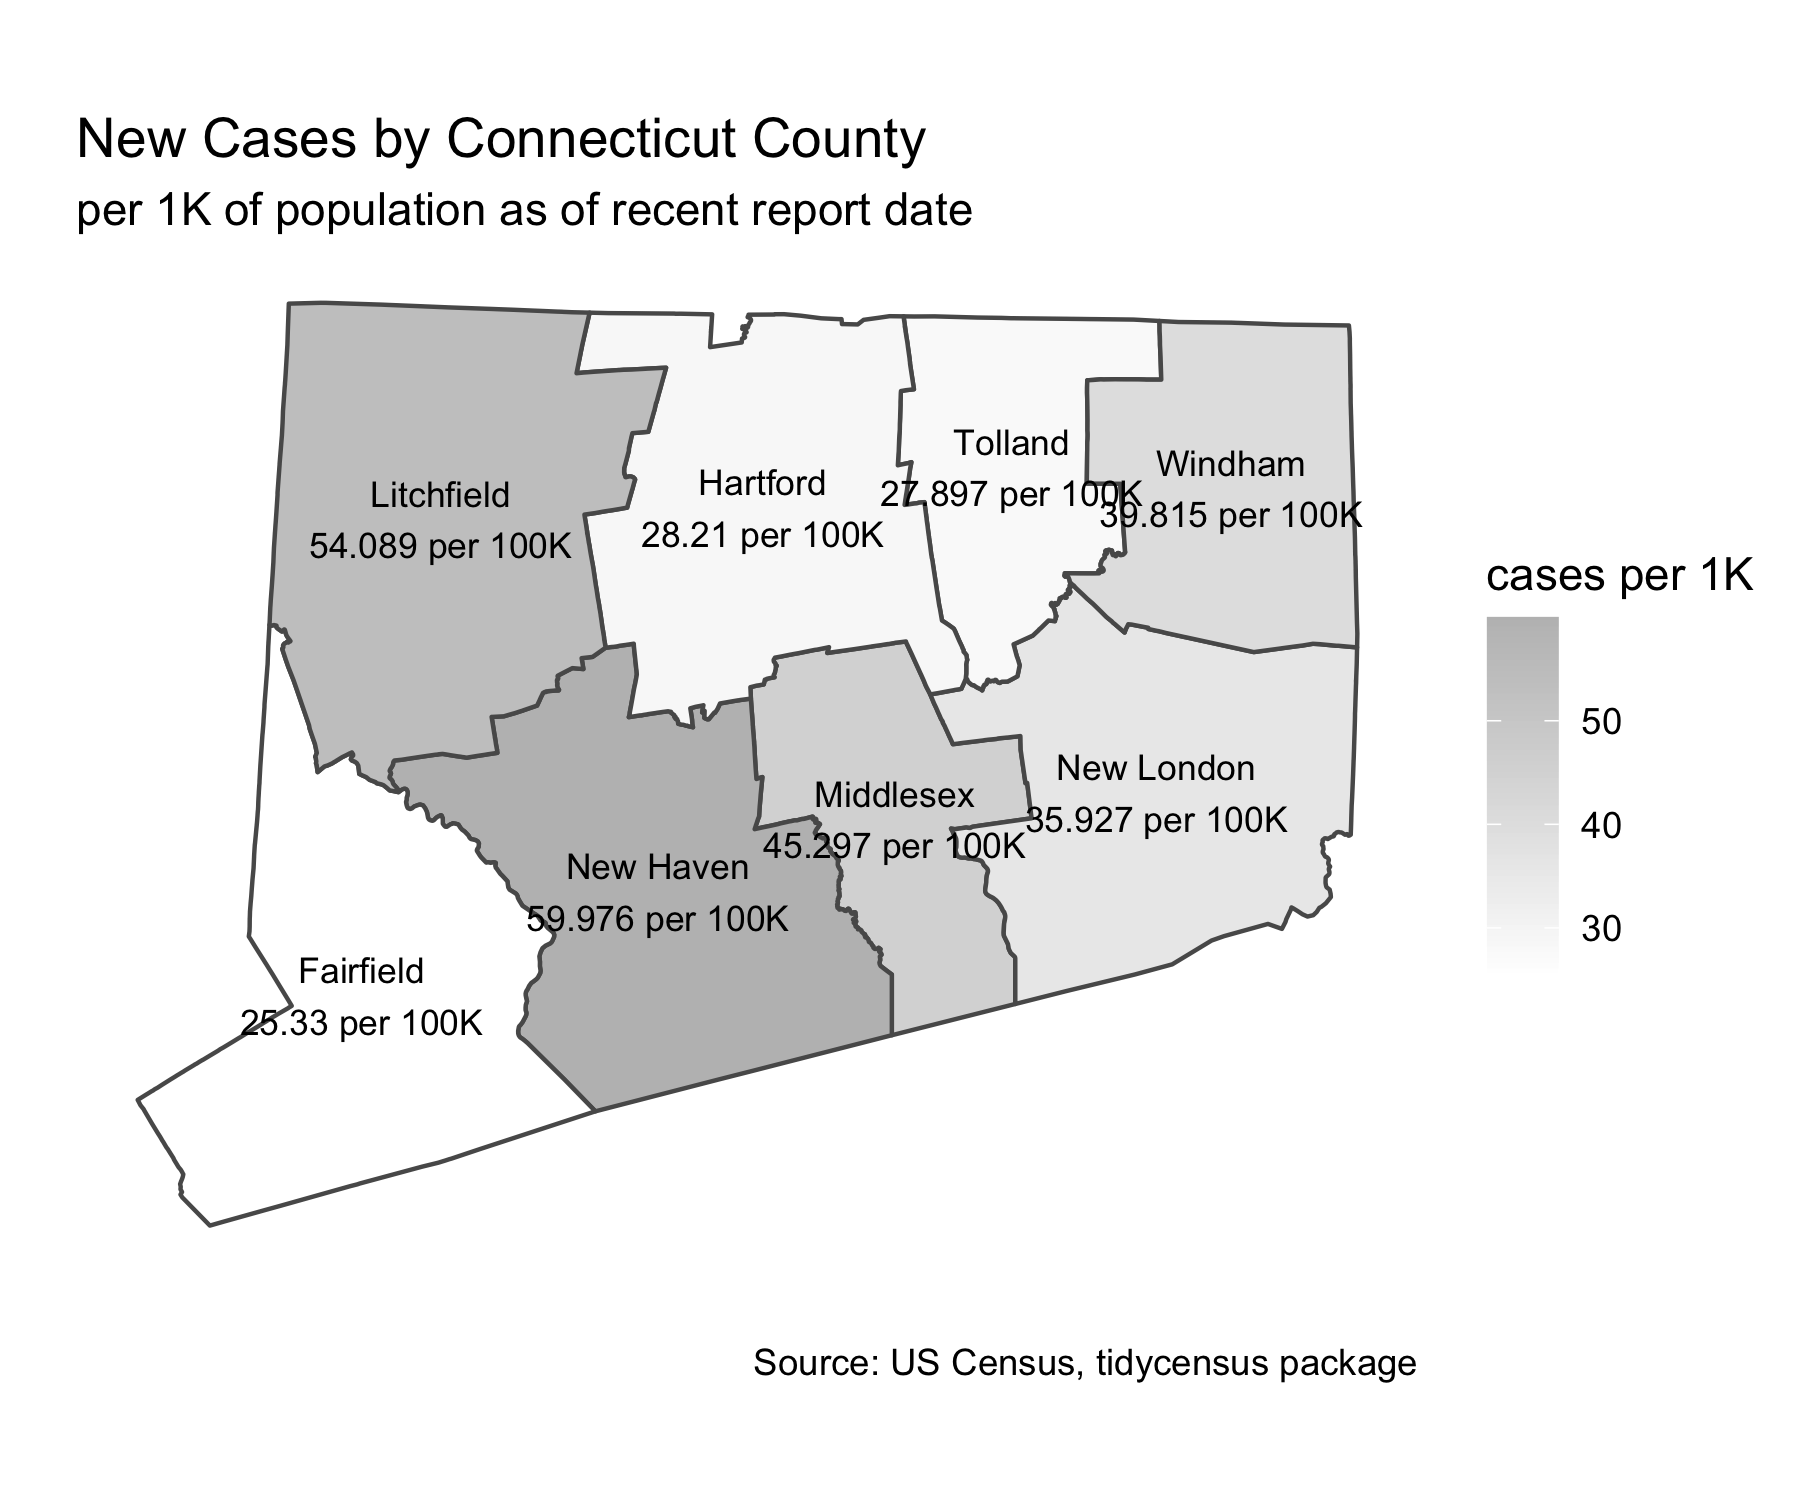 New Cases by Connecticut County
per 1K of population as of recent report date
Litchfield
54.089 per 100K
Hartford
28.21 per 100K
Tolland
27.897 per 100K
Windham
39.815 per 100K
New London
35.927 per 100K
Middlesex
45.297 per 100K
New Haven
59.976 per 100K
Fairfield
25.33 per 100K
cases per 1K
50
40
30
Source: US Census, tidycensus package